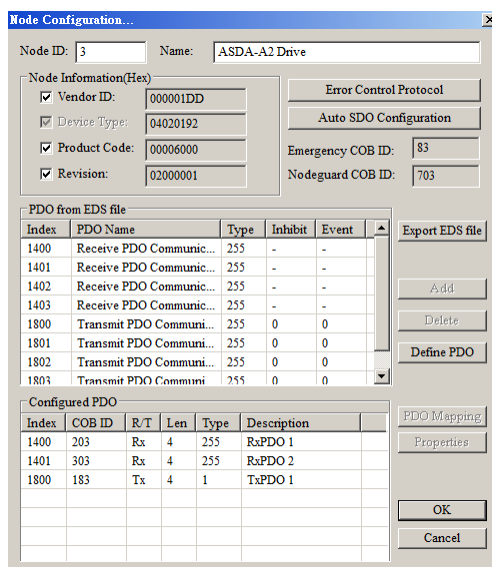 Node Configuration...
Node ID: 3 Name: ASDA-A2 Drive
Node Information(Hex)
Vendor ID: 000001DD
Device Type: 04020192
Product Code: 00006000
Revision: 02000001
Error Control Protocol
Auto SDO Configuration
Emergency COB ID: 83
Nodeguard COB ID: 703
PDO from EDS file
Index PDO Name Type Inhibit Event
1400 Receive PDO Communic... 255 - -
1401 Receive PDO Communic... 255 - -
1402 Receive PDO Communic... 255 - -
1403 Receive PDO Communic... 255 - -
1800 Transmit PDO Communi... 255 0 0
1801 Transmit PDO Communi... 255 0 0
1802 Transmit PDO Communi... 255 0 0
1803 Transmit PDO Communi... 255 0 0
Export EDS file
Add
Delete
Define PDO
Configured PDO
Index COB ID R/T Len Type Description
1400 203 Rx 4 255 RxPDO 1
1401 303 Rx 4 255 RxPDO 2
1800 183 Tx 4 1 TxPDO 1
PDO Mapping
Properties
OK
Cancel